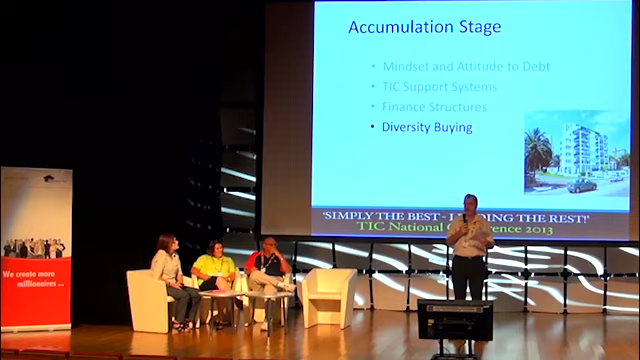 Accumulation Stage
• Mindset and Attitude to Debt
• TIC Support Systems
• Finance Structures
• Diversity Buying
'SIMPLY THE BEST - THE REST!'
TIC National 2013
We create more
millionaires ...